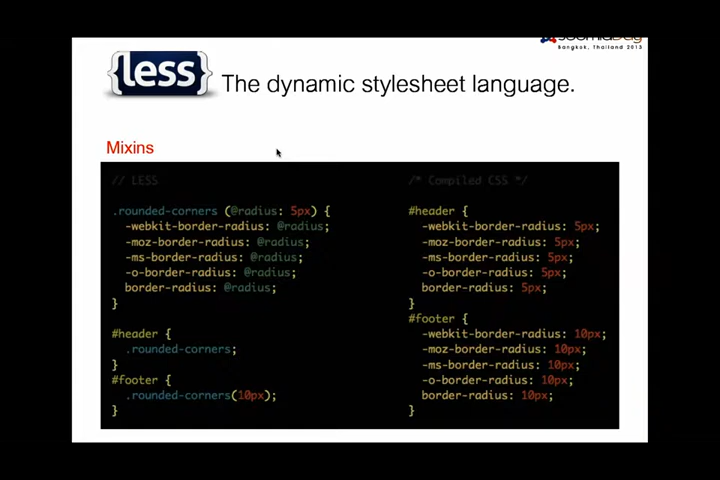 Bangkok, Thailand 2013
{less} The dynamic stylesheet language.
Mixins
// LESS
.rounded-corners (@radius: 5px) {
-webkit-border-radius: @radius;
-moz-border-radius: @radius;
-ms-border-radius: @radius;
-o-border-radius: @radius;
border-radius: @radius;
}
#header {
.rounded-corners;
}
#footer {
.rounded-corners(10px);
}
/* Compiled CSS */
#header {
-webkit-border-radius: 5px;
-moz-border-radius: 5px;
-ms-border-radius: 5px;
-o-border-radius: 5px;
border-radius: 5px;
}
#footer {
-webkit-border-radius: 10px;
-moz-border-radius: 10px;
-ms-border-radius: 10px;
-o-border-radius: 10px;
border-radius: 10px;
}